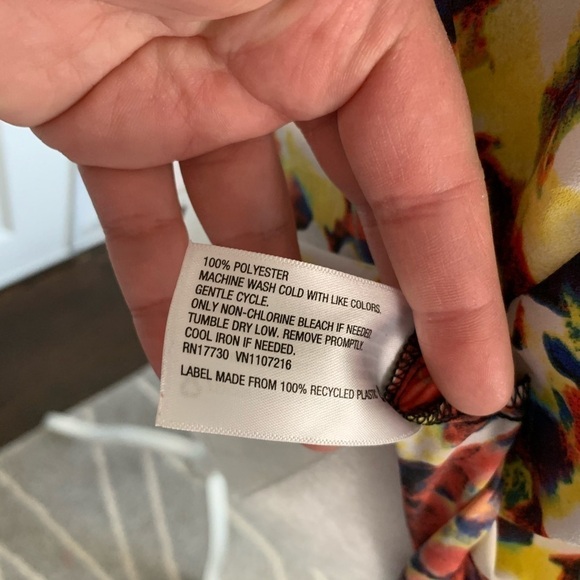 100% POLYESTER
MACHINE WASH COLD WITH LIKE COLORS.
GENTLE CYCLE.
ONLY NON-CHLORINE BLEACH IF NEEDED
TUMBLE DRY LOW. REMOVE PROMPTLY.
COOL IRON IF NEEDED.
RN17730 VN1107216
LABEL MADE FROM 100% RECYCLED PLASTIC